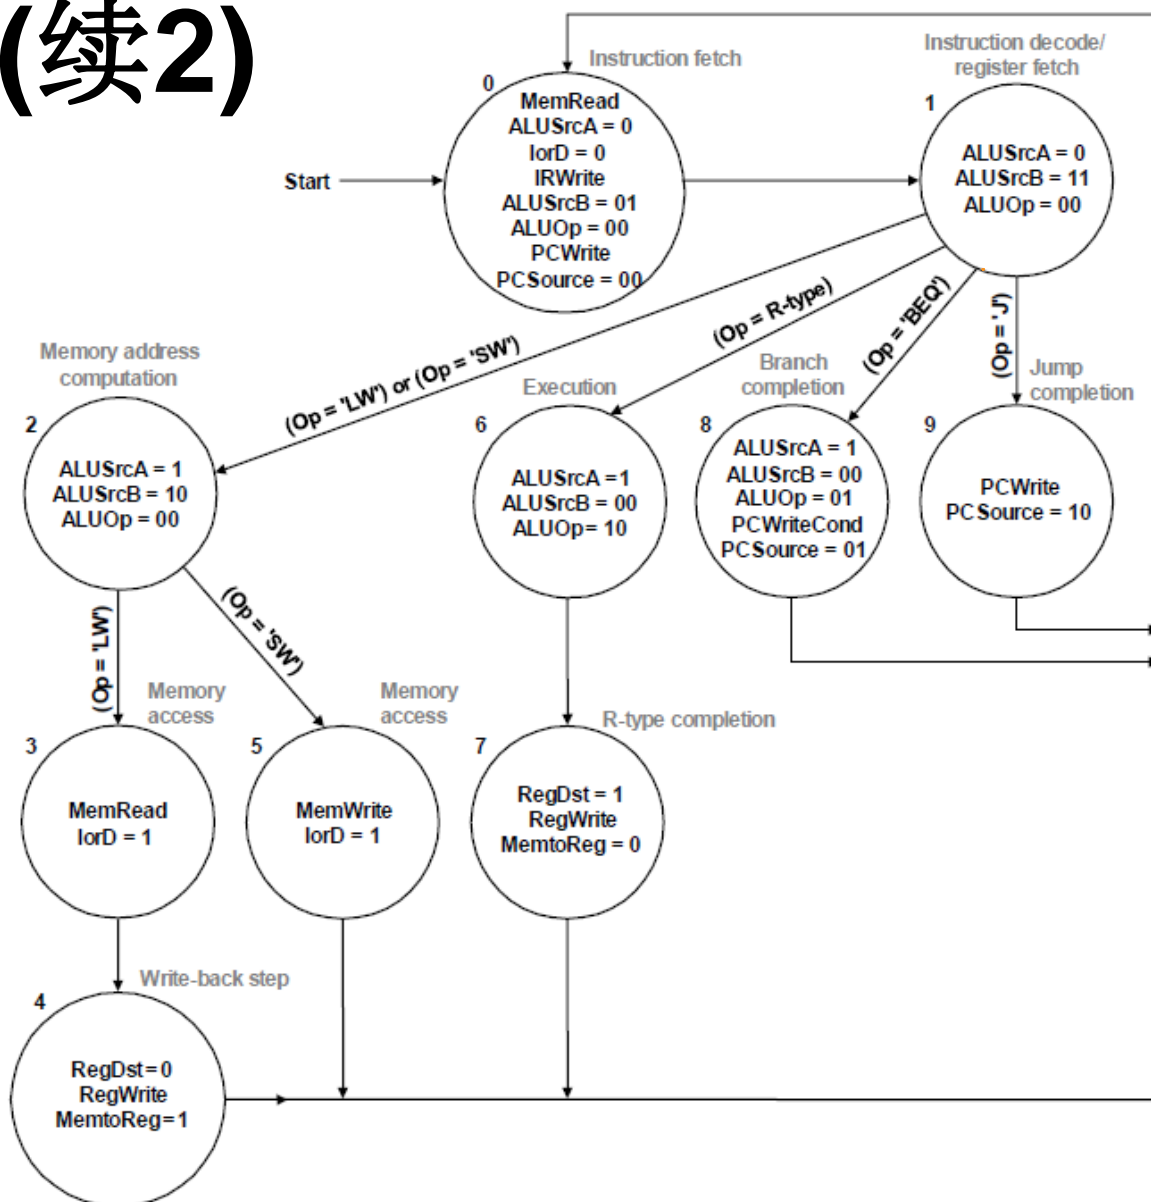 (续2)
Instruction fetch
0
MemRead
ALUSrcA = 0
IorD = 0
IRWrite
ALUSrcB = 01
ALUOp = 00
PCWrite
PCSource = 00
Start
Instruction decode/
register fetch
1
ALUSrcA = 0
ALUSrcB = 11
ALUOp = 00
(Op = 'LW') or (Op = 'SW')
(Op = R-type)
(Op = 'BEQ')
(Op = 'J')
Memory address
computation
2
ALUSrcA = 1
ALUSrcB = 10
ALUOp = 00
Execution
6
ALUSrcA =1
ALUSrcB = 00
ALUOp= 10
Branch
completion
8
ALUSrcA = 1
ALUSrcB = 00
ALUOp = 01
PCWriteCond
PCSource = 01
Jump
completion
9
PCWrite
PCSource = 10
(Op = 'LW')
(Op = 'SW')
Memory
access
3
MemRead
IorD = 1
Memory
access
5
MemWrite
IorD = 1
R-type completion
7
RegDst = 1
RegWrite
MemtoReg = 0
Write-back step
4
RegDst=0
RegWrite
MemtoReg=1